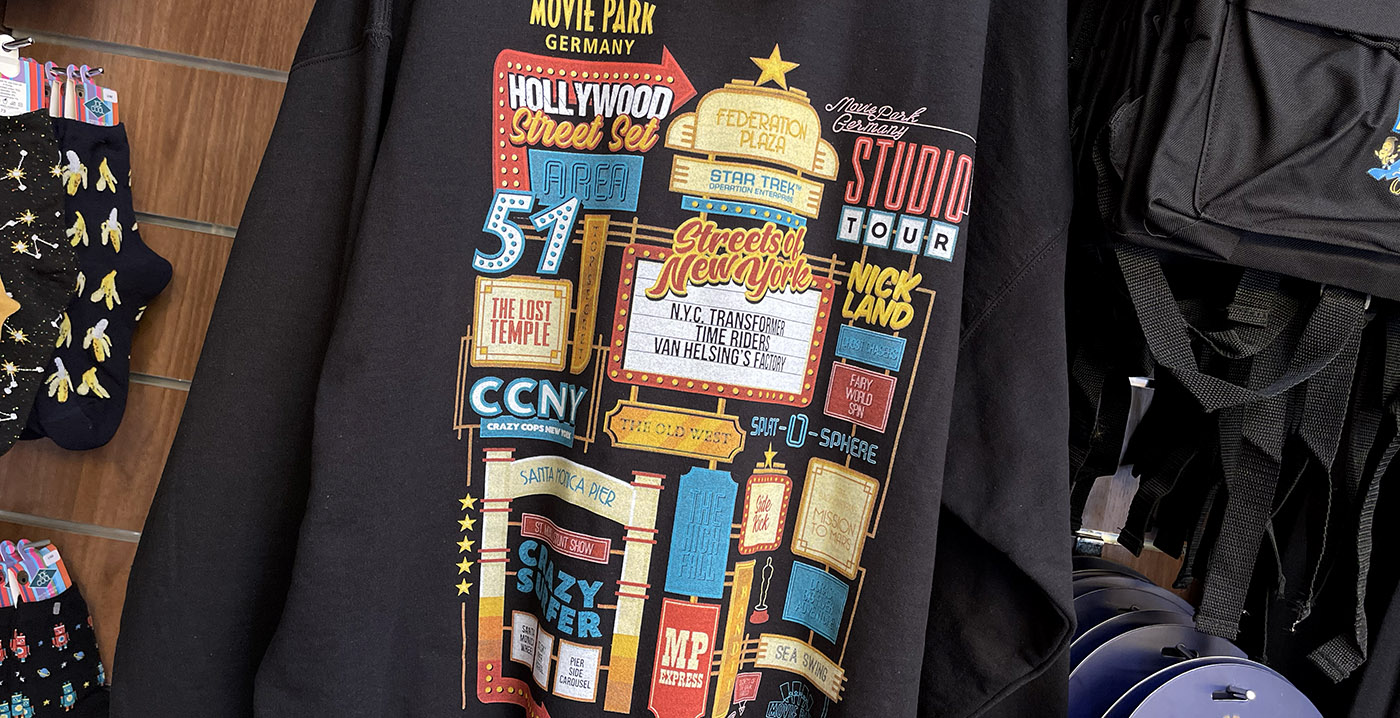 MOVIE PARK
GERMANY
HOLLYWOOD
Street Set
FEDERATION
PLAZA
STAR TREK™
OPERATION ENTERPRISE
Movie Park
Germany
STUDIO
TOUR
AREA
51
Streets of
New York
N.Y.C. TRANSFORMER
TIME RIDERS
VAN HELSING'S FACTORY
NICK
LAND
THE LOST
TEMPLE
FAIRY
WORLD
SPIN
CCNY
CRAZY COPS NEW YORK
THE OLD WEST
SPLAT-O-SPHERE
SANTA MONICA PIER
THE
HIGH
FALL
Side
Kick
MISSION
TO MARS
STUNT SHOW
CRAZY
SURFER
PIER
SIDE
CAROUSEL
MP
EXPRESS
SEA SWING